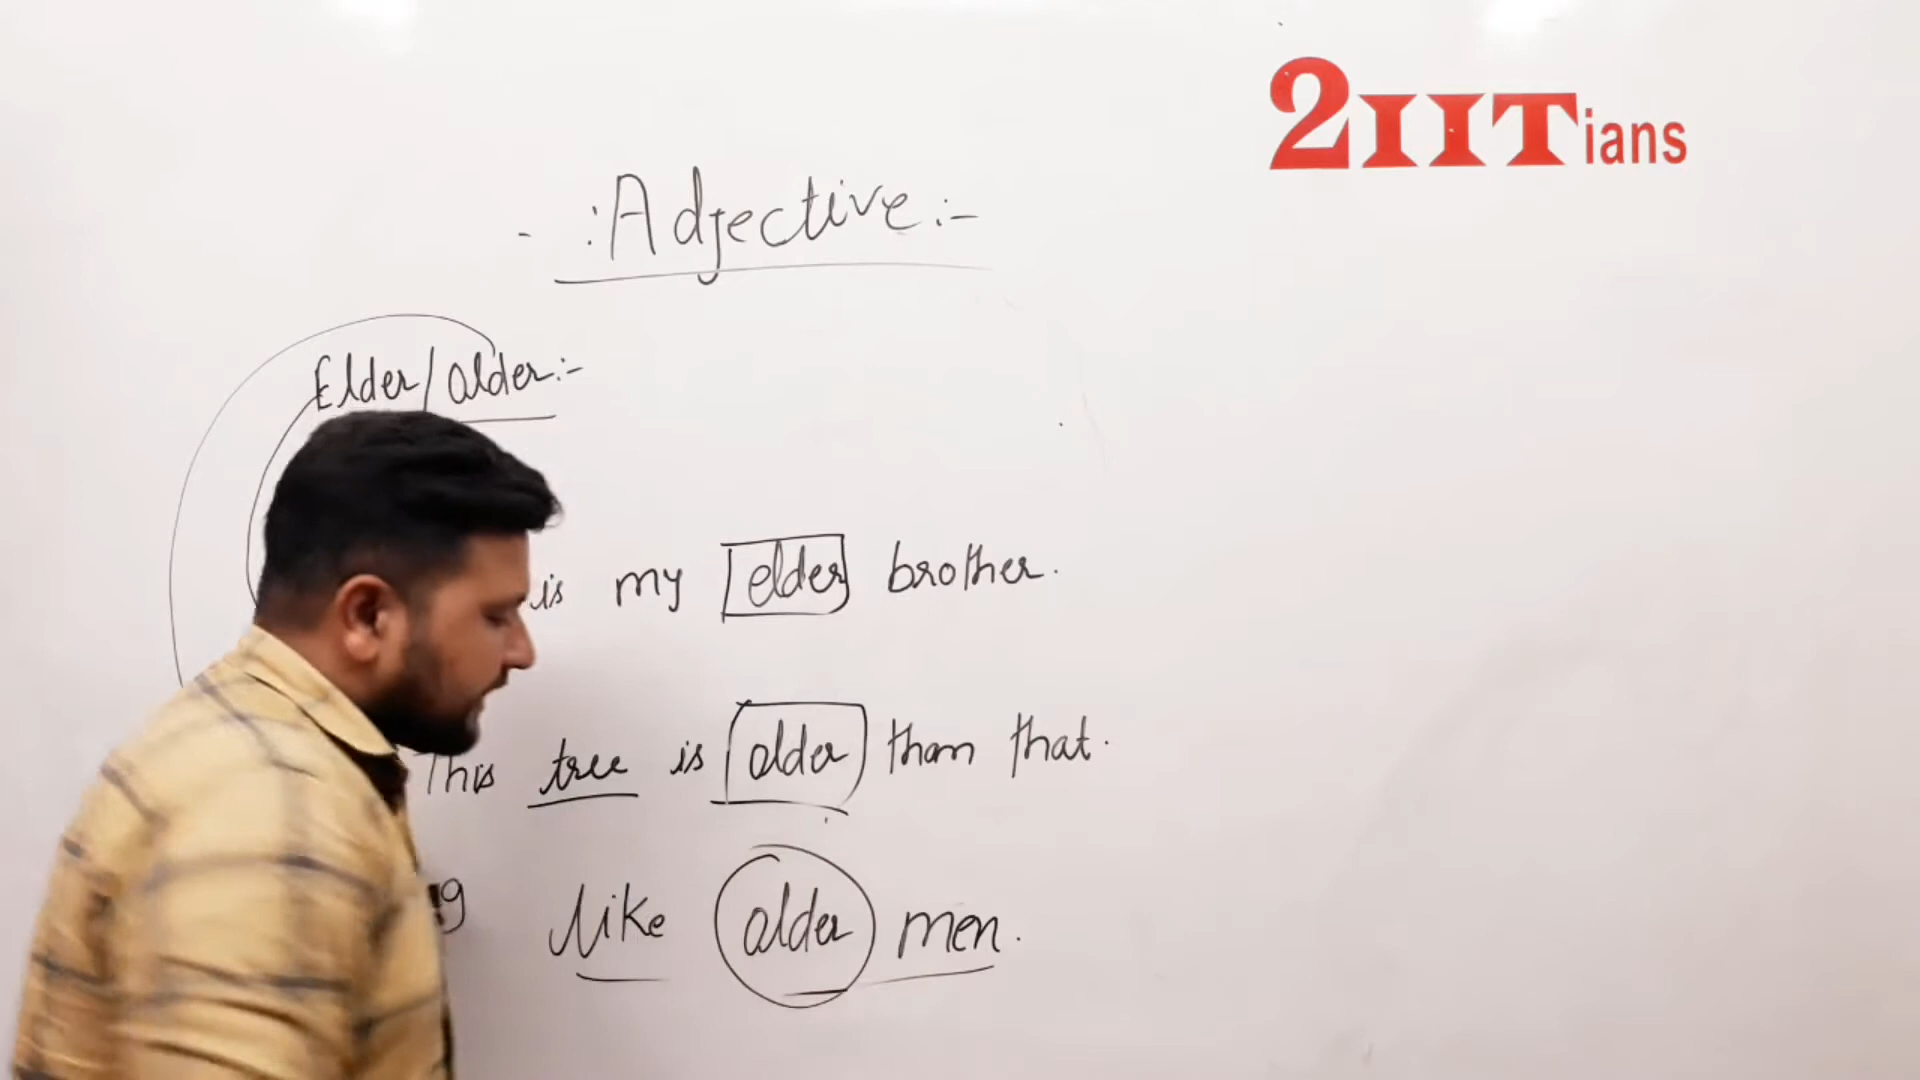 2IITians
:Adjective:-
Elder/older:-
is my elder brother.
This tree is older than that.
like older men.